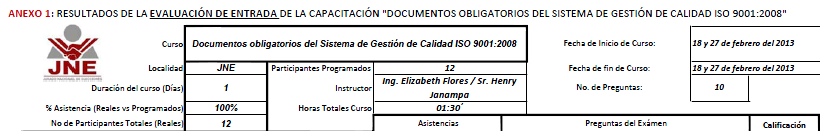 ANEXO 1: RESULTADOS DE LA EVALUACIÓN DE ENTRADA DE LA CAPACITACIÓN "DOCUMENTOS OBLIGATORIOS DEL SISTEMA DE GESTIÓN DE CALIDAD ISO 9001:2008"
JNE
Curso Documentos obligatorios del Sistema de Gestión de Calidad ISO 9001:2008 Fecha de Inicio de Curso: 18 y 27 de febrero del 2013
Localidad JNE Participantes Programados 12 Fecha de fin de Curso: 18 y 27 de febrero del 2013
Duración del curso (Días) 1 Instructor Ing. Elizabeth Flores / Sr. Henry Janampa No. de Preguntas: 10
% Asistencia (Reales vs Programados) 100% Horas Totales Curso 01:30´
No de Participantes Totales (Reales) 12 Asistencias Preguntas del Exámen Calificación